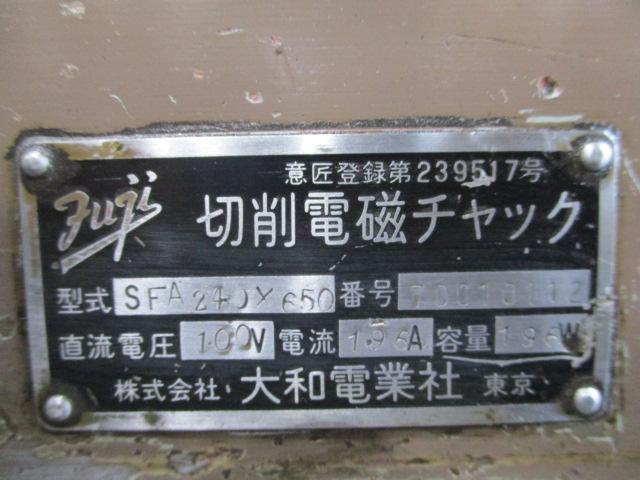 意匠登録第239517号
Fuji 切削電磁チャック
型式 SFA 240X650 番号
直流電圧 100V 電流 1.96A 容量 196W
株式会社 大和電業社 東京